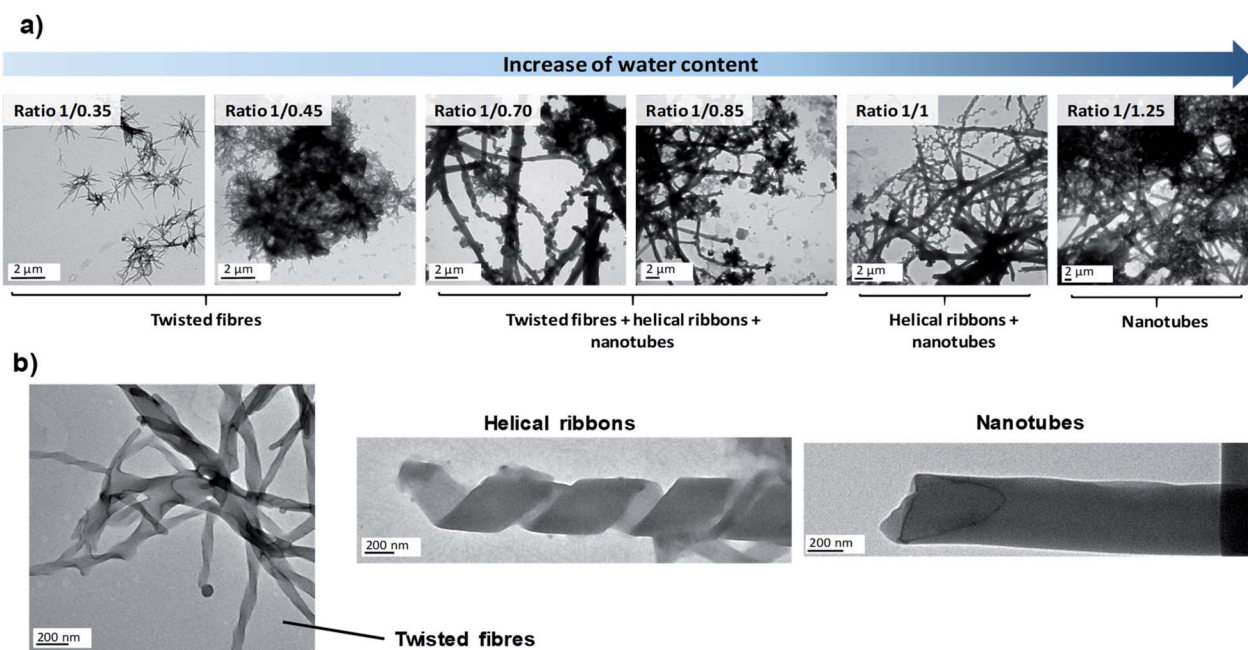 a)
Increase of water content
Ratio 1/0.35
Ratio 1/0.45
Ratio 1/0.70
Ratio 1/0.85
Ratio 1/1
Ratio 1/1.25
2 µm
2 µm
2 µm
2 µm
2 µm
2 µm
Twisted fibres
Twisted fibres + helical ribbons +
nanotubes
Helical ribbons +
nanotubes
Nanotubes
b)
Helical ribbons
Nanotubes
200 nm
200 nm
200 nm
Twisted fibres